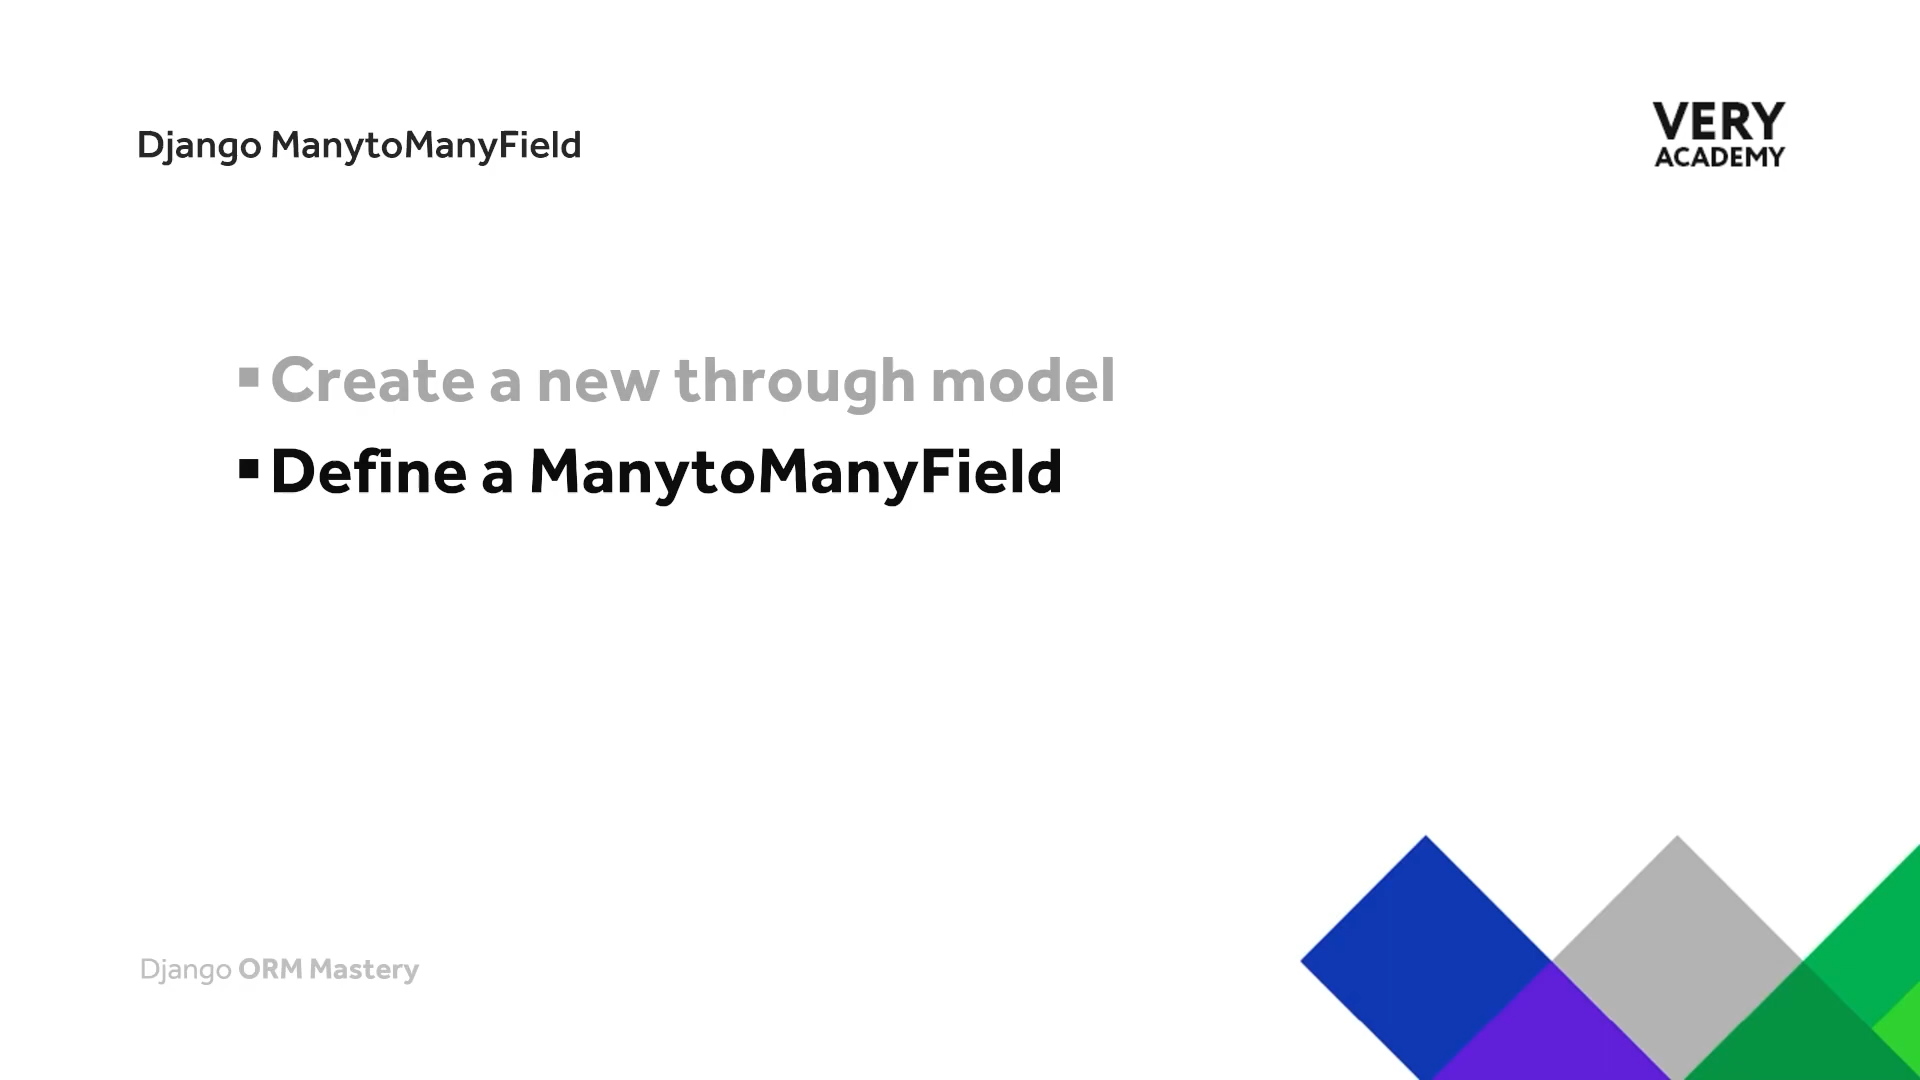 Django ManytoManyField
VERY
ACADEMY
▪Create a new through model
▪Define a ManytoManyField
Django ORM Mastery